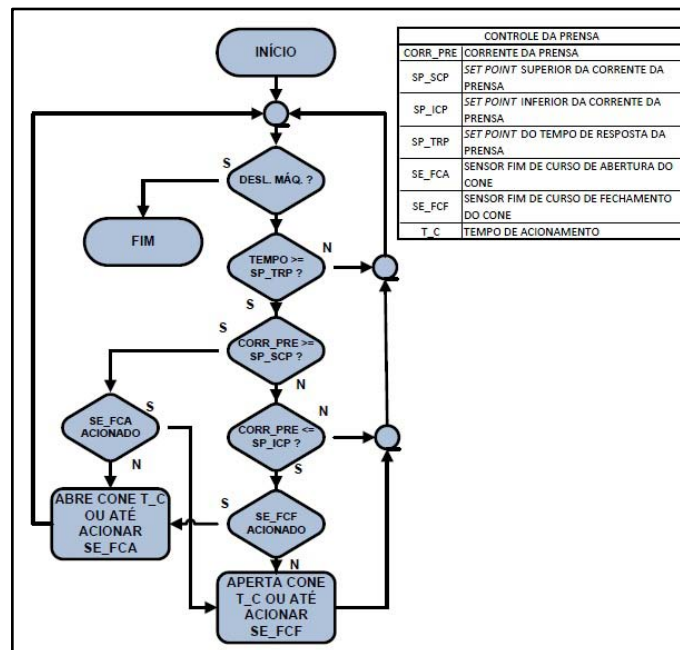 INÍCIO
S
DESL. MÁQ. ?
FIM
TEMPO >=
SP_TRP ?
N
S
S
CORR_PRE >=
SP_SCP ?
N
SE_FCA
ACIONADO
S
N
CORR_PRE <=
SP_ICP ?
N
S
ABRE CONE T_C
OU ATÉ
ACIONAR
SE_FCA
S
SE_FCF
ACIONADO
N
APERTA CONE
T_C OU ATÉ
ACIONAR
SE_FCF
CONTROLE DA PRENSA
CORR_PRE CORRENTE DA PRENSA
SP_SCP SET POINT SUPERIOR DA CORRENTE DA
PRENSA
SP_ICP SET POINT INFERIOR DA CORRENTE DA
PRENSA
SP_TRP SET POINT DO TEMPO DE RESPOSTA DA
PRENSA
SE_FCA SENSOR FIM DE CURSO DE ABERTURA DO
CONE
SE_FCF SENSOR FIM DE CURSO DE FECHAMENTO
DO CONE
T_C TEMPO DE ACIONAMENTO